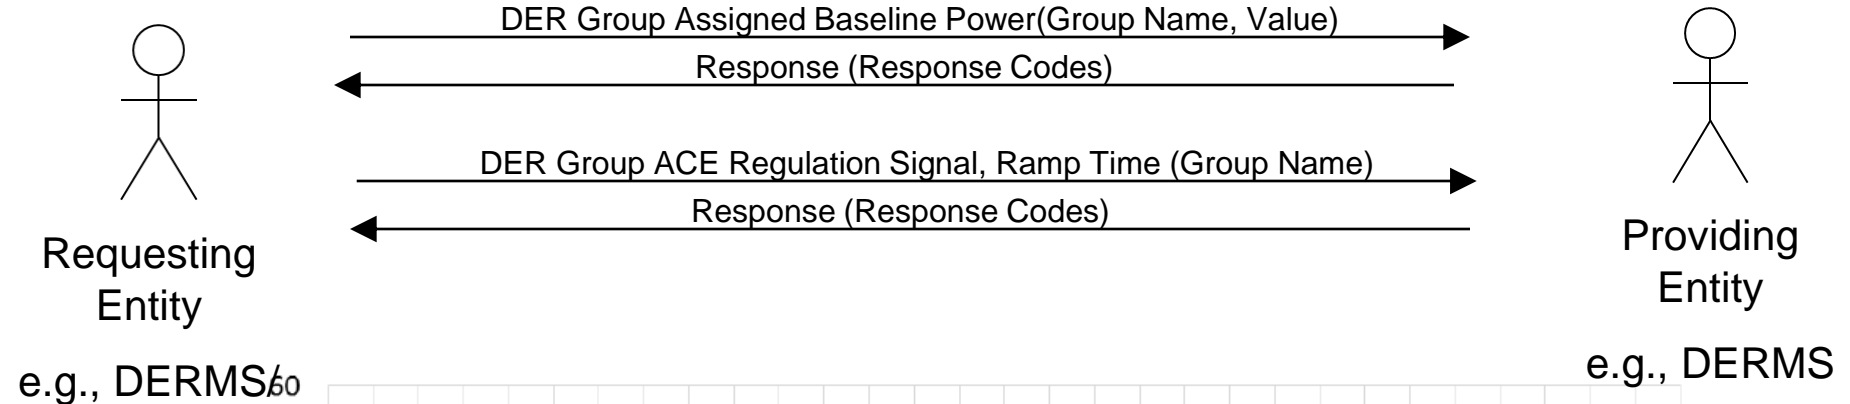 DER Group Assigned Baseline Power(Group Name, Value)
Response (Response Codes)
DER Group ACE Regulation Signal, Ramp Time (Group Name)
Response (Response Codes)
Requesting
Entity
e.g., DERMS/
60
Providing
Entity
e.g., DERMS